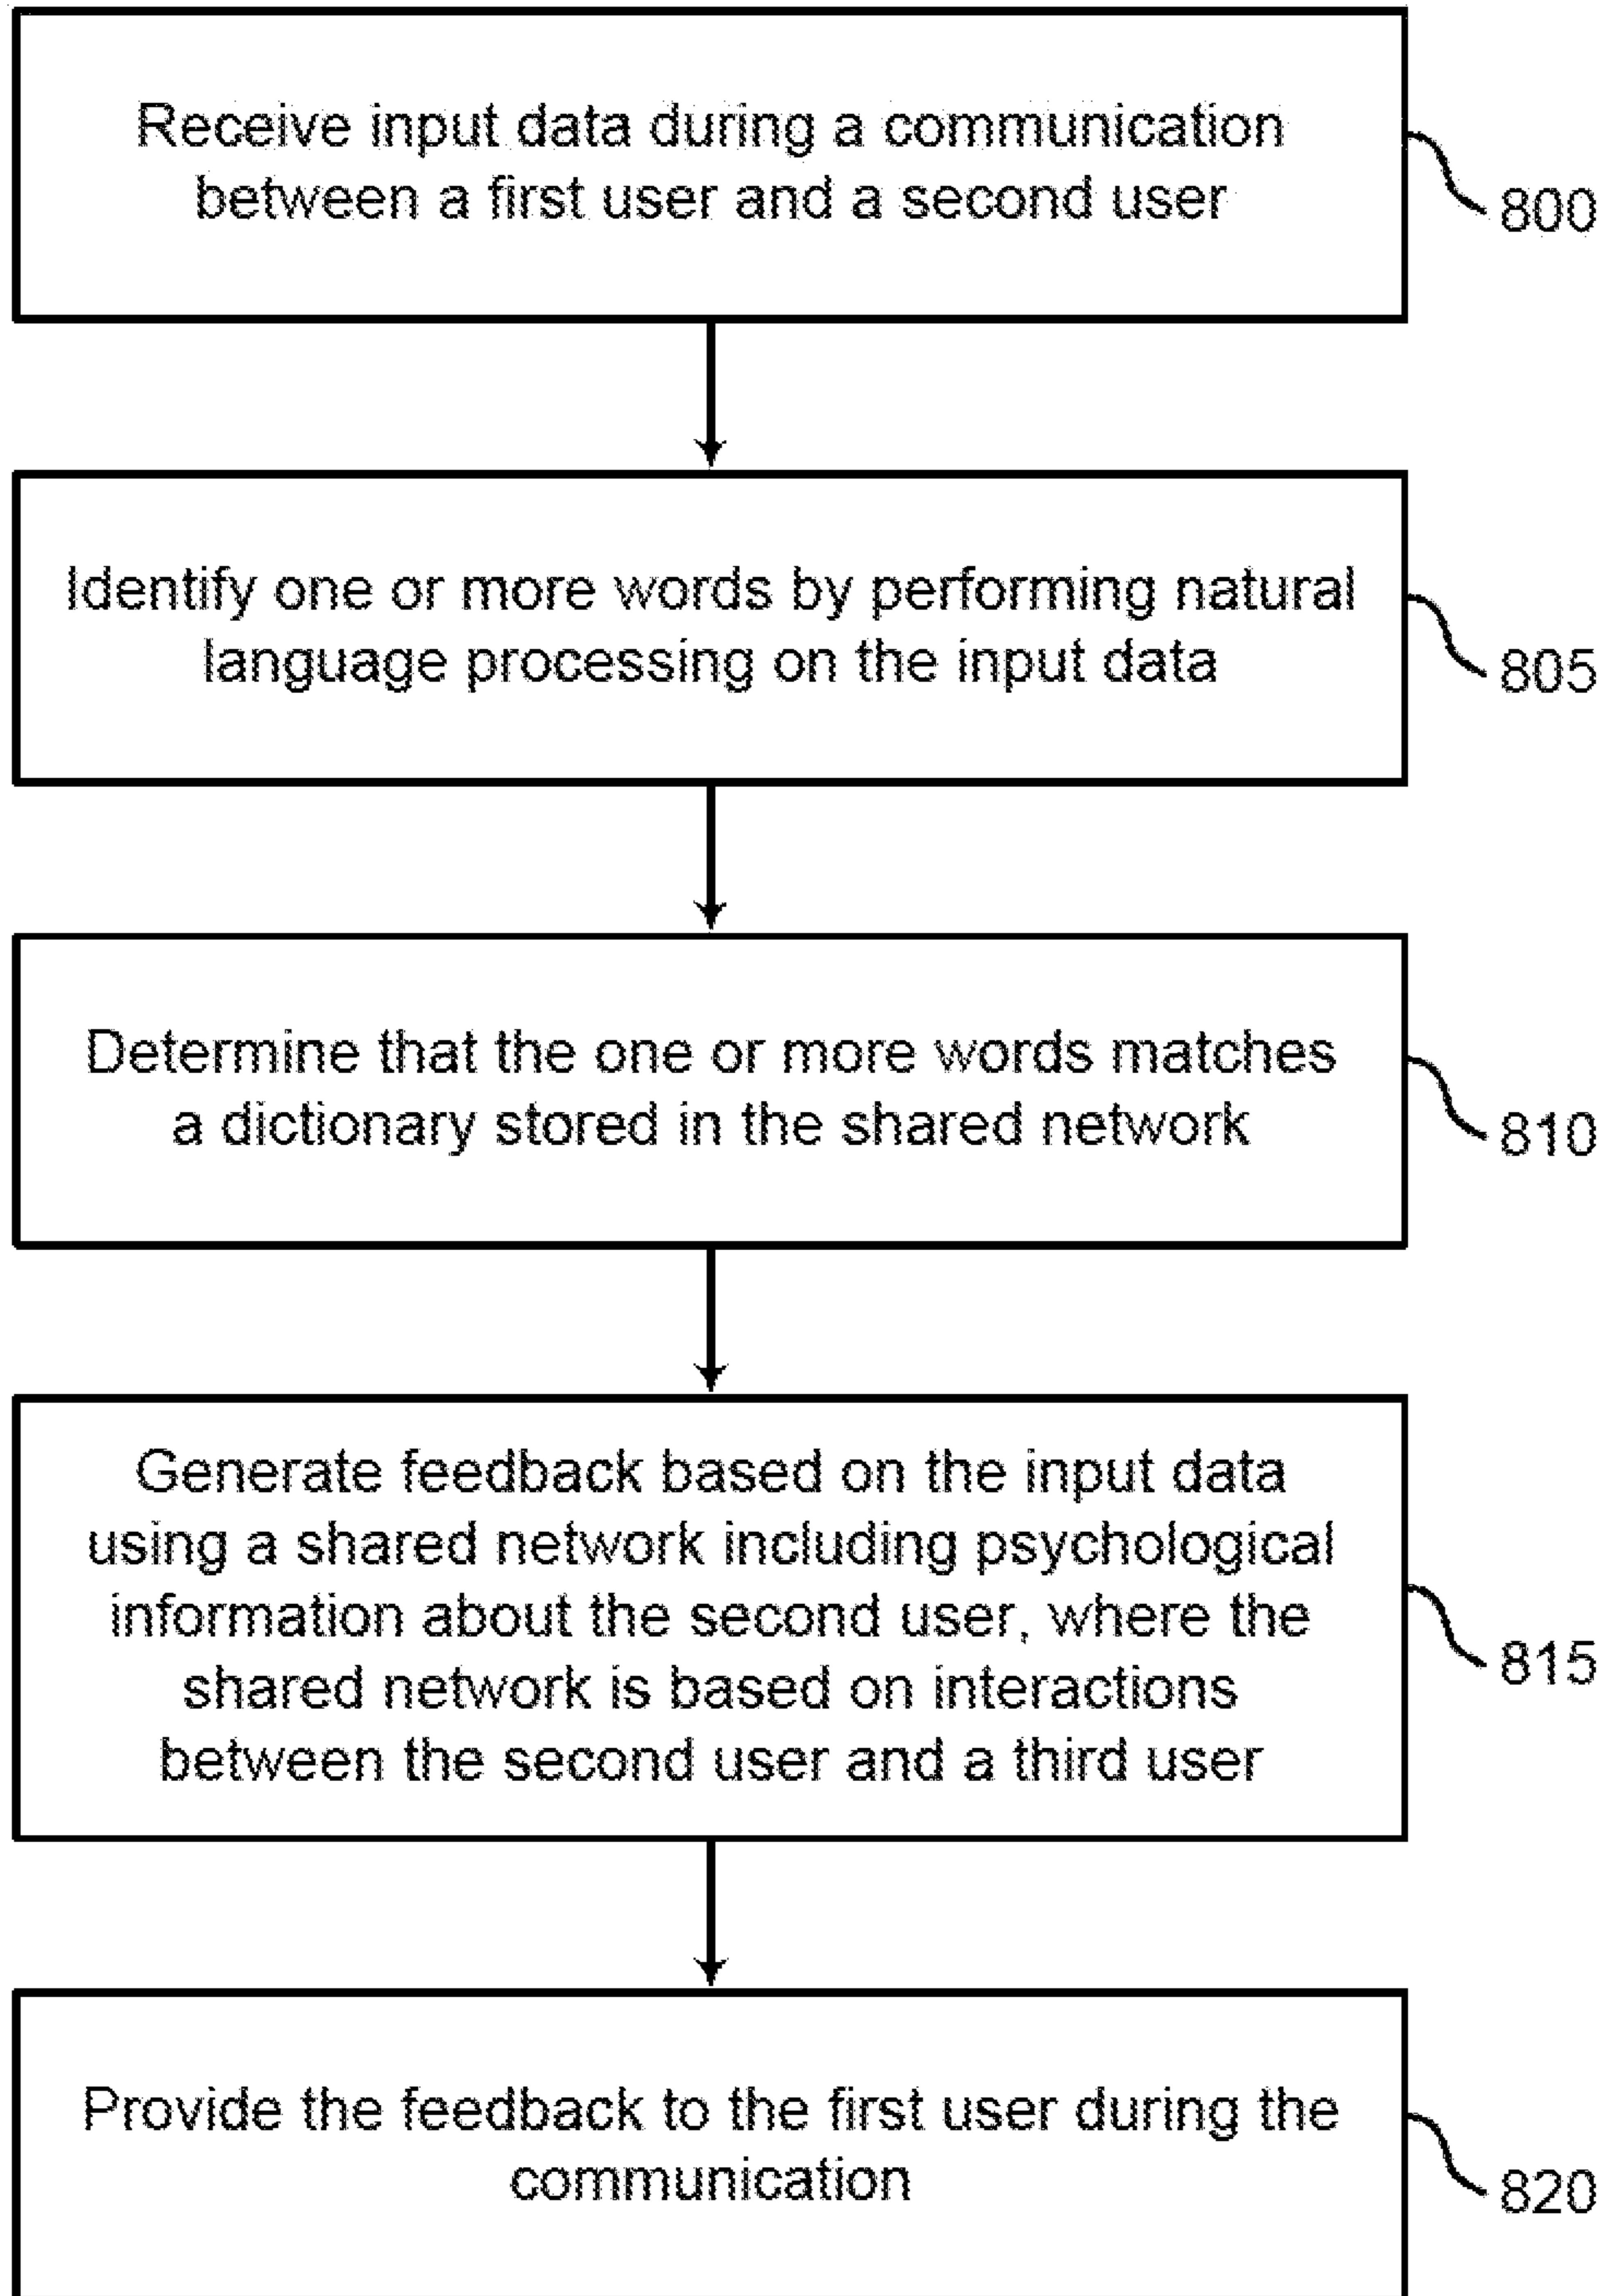 Receive input data during a communication
between a first user and a second user
800
Identify one or more words by performing natural
language processing on the input data
805
Determine that the one or more words matches
a dictionary stored in the shared network
810
Generate feedback based on the input data
using a shared network including psychological
information about the second user, where the
shared network is based on interactions
between the second user and a third user
815
Provide the feedback to the first user during the
communication
820